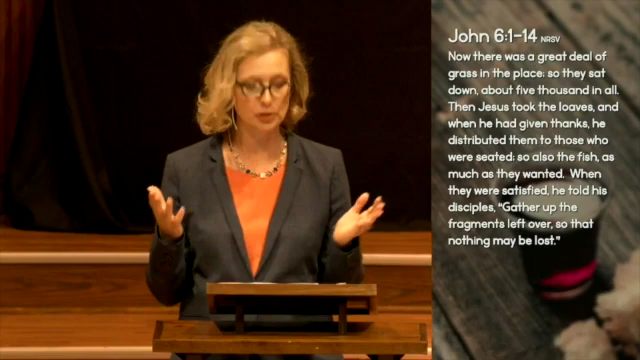 John 6:1-14 NRSV
Now there was a great deal of
grass in the place; so they sat
down, about five thousand in all.
Then Jesus took the loaves, and
when he had given thanks, he
distributed them to those who
were seated; so also the fish, as
much as they wanted.  When
they were satisfied, he told his
disciples, "Gather up the
fragments left over, so that
nothing may be lost."